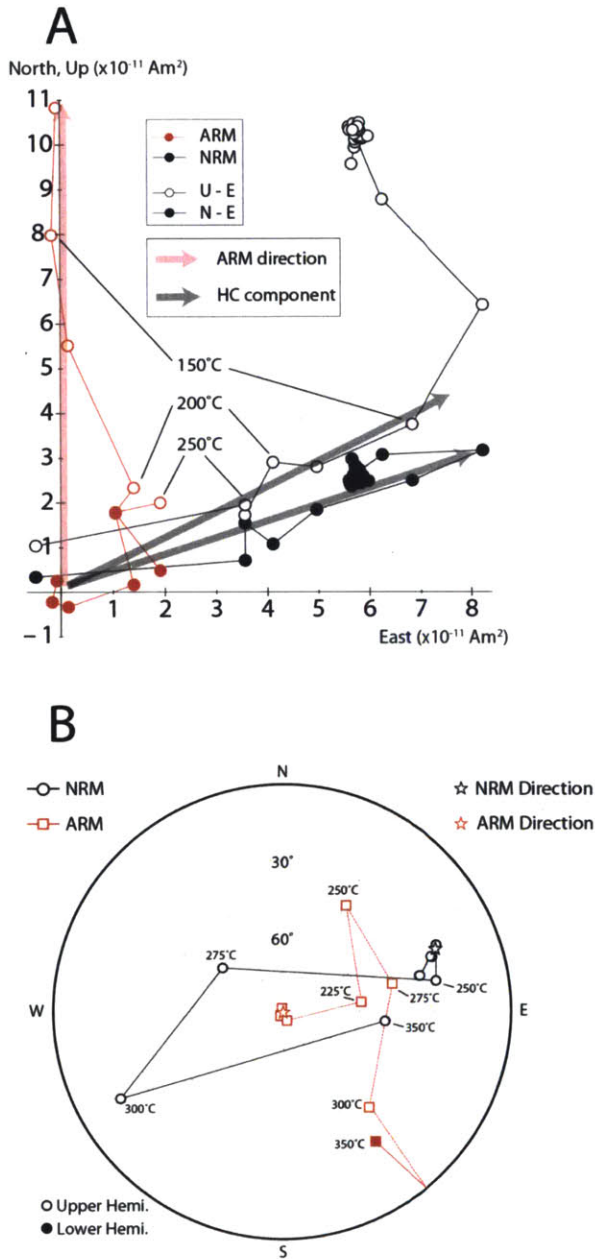 A
North, Up (x10⁻¹¹ Am²)
11
10
9
8
7
6
5
4
3
2
1
−1
ARM
NRM
U - E
N - E
ARM direction
HC component
150˚C
200˚C
250˚C
1 2 3 4 5 6 7 8
East (x10⁻¹¹ Am²)
B
NRM
ARM
NRM Direction
ARM Direction
N
30˚
250˚C
60˚
275˚C
250˚C
225˚C
275˚C
W
E
350˚C
300˚C
300˚C
350˚C
Upper Hemi.
Lower Hemi.
S